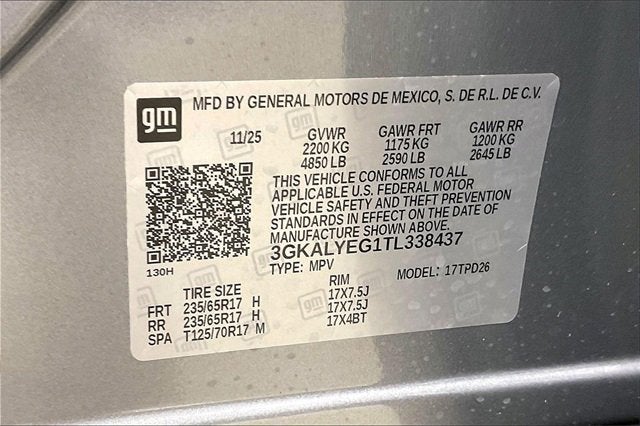 gm
MFD BY GENERAL MOTORS DE MEXICO, S. DE R.L. DE C.V.
11/25 GVWR GAWR FRT GAWR RR
2200 KG 1175 KG 1200 KG
4850 LB 2590 LB 2645 LB
THIS VEHICLE CONFORMS TO ALL
APPLICABLE U.S. FEDERAL MOTOR
VEHICLE SAFETY AND THEFT PREVENTION
STANDARDS IN EFFECT ON THE DATE OF
MANUFACTURE SHOWN ABOVE.
130H
3GKALYEG1TL338437
TYPE: MPV MODEL: 17TPD26
TIRE SIZE RIM
FRT 235/65R17 H 17X7.5J
RR 235/65R17 H 17X7.5J
SPA T125/70R17 M 17X4BT